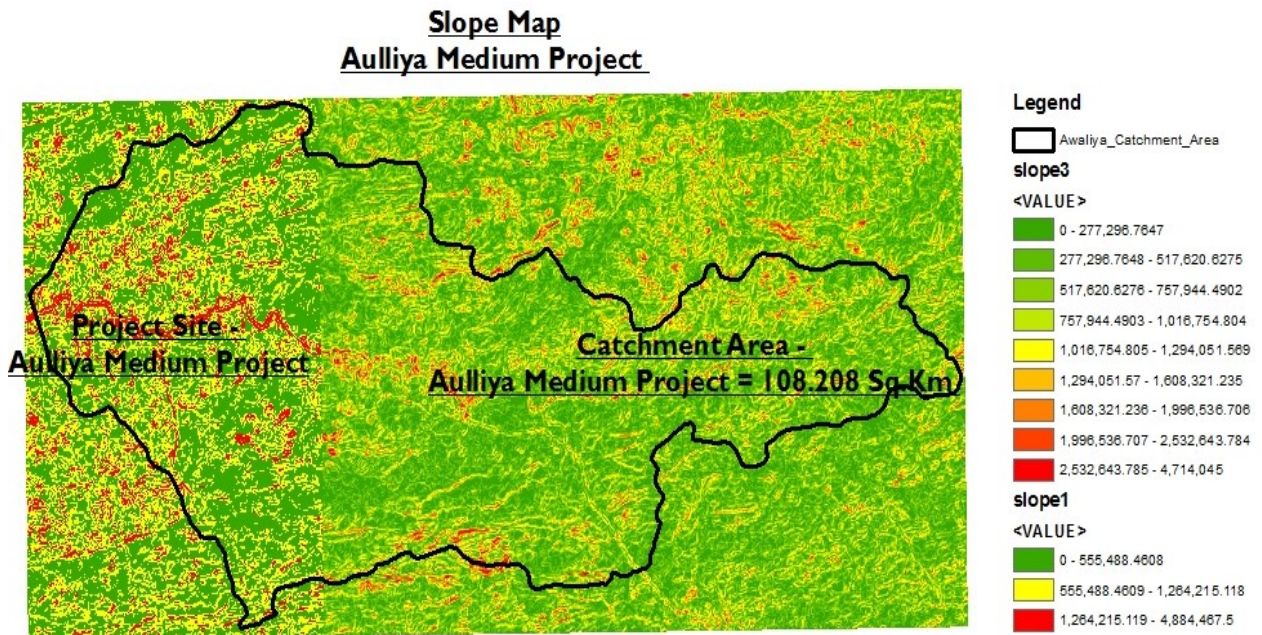 Slope Map
Aulliya Medium Project
Project Site -
Aulliya Medium Project
Catchment Area -
Aulliya Medium Project = 108.208 Sq Km
Legend
Awaliya_Catchment_Area
slope3
<VALUE>
0 - 277,296.7647
277,296.7648 - 517,620.6275
517,620.6276 - 757,944.4902
757,944.4903 - 1,016,754.804
1,016,754.805 - 1,294,051.569
1,294,051.57 - 1,608,321.235
1,608,321.236 - 1,996,536.706
1,996,536.707 - 2,532,643.784
2,532,643.785 - 4,714,045
slope1
<VALUE>
0 - 555,488.4608
555,488.4609 - 1,264,215.118
1,264,215.119 - 4,884,467.5